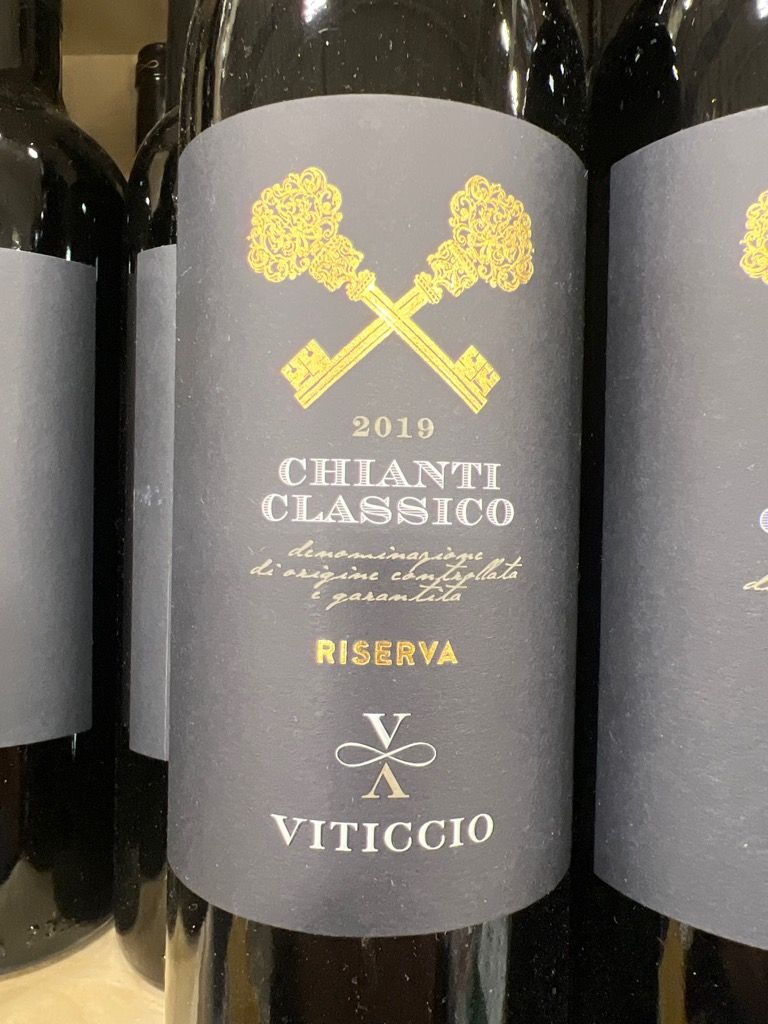 2019
CHIANTI
CLASSICO
denominazione
di origine controllata
e garantita
RISERVA
V
V
VITICCIO